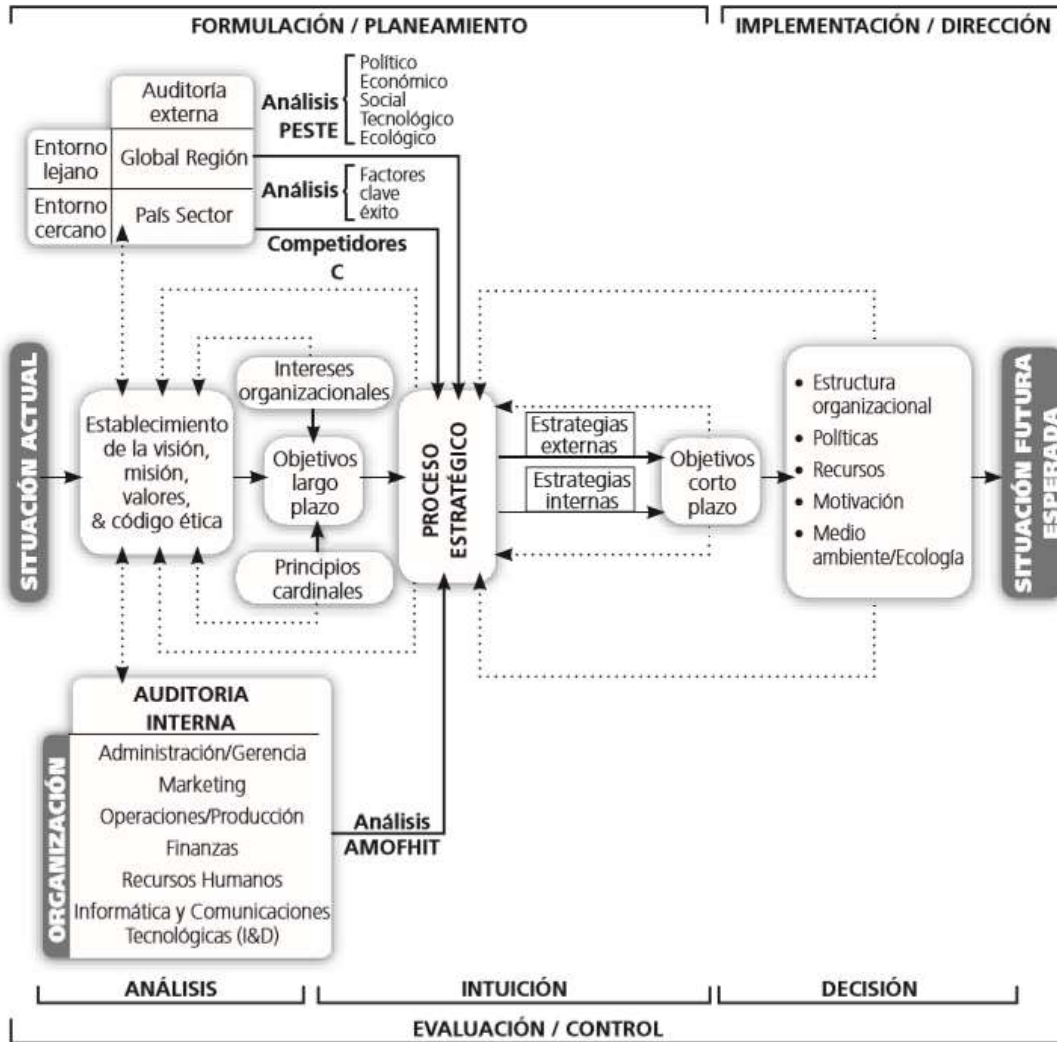 FORMULACIÓN / PLANEAMIENTO
IMPLEMENTACIÓN / DIRECCIÓN
Auditoría
externa
Entorno
lejano
Global Región
Entorno
cercano
País Sector
Análisis
PESTE
Político
Económico
Social
Tecnológico
Ecológico
Análisis
Factores
clave
éxito
Competidores
C
SITUACIÓN ACTUAL
Establecimiento
de la visión,
misión,
valores,
& código ética
Intereses
organizacionales
Objetivos
largo
plazo
Principios
cardinales
PROCESO
ESTRATÉGICO
Estrategias
externas
Estrategias
internas
Objetivos
corto
plazo
• Estructura
organizacional
• Políticas
• Recursos
• Motivación
• Medio
ambiente/Ecología
SITUACIÓN FUTURA
ESPERADA
ORGANIZACIÓN
AUDITORIA
INTERNA
Administración/Gerencia
Marketing
Operaciones/Producción
Finanzas
Recursos Humanos
Informática y Comunicaciones
Tecnológicas (I&D)
Análisis
AMOFHIT
ANÁLISIS
INTUICIÓN
DECISIÓN
EVALUACIÓN / CONTROL